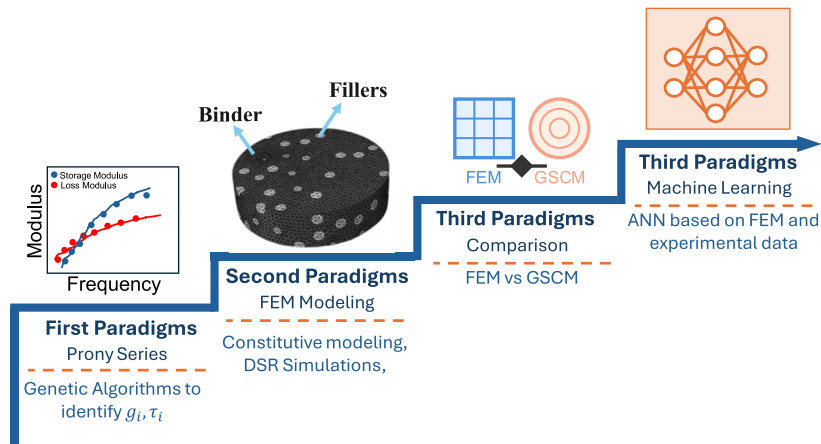 Storage Modulus
Loss Modulus
Modulus
Frequency
First Paradigms
Prony Series
Genetic Algorithms to
identify $g_i, \tau_i$
Binder
Fillers
Second Paradigms
FEM Modeling
Constitutive modeling,
DSR Simulations,
FEM
GSCM
Third Paradigms
Comparison
FEM vs GSCM
Third Paradigms
Machine Learning
ANN based on FEM and
experimental data